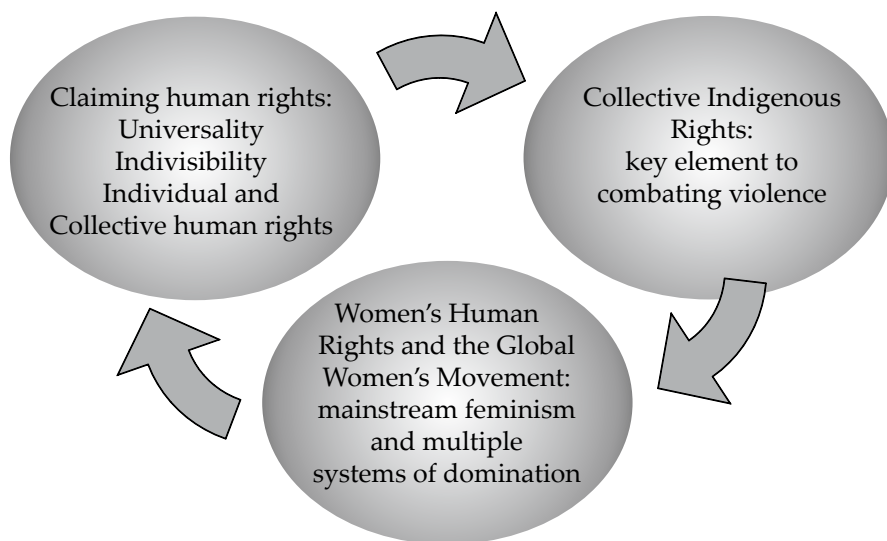 Claiming human rights:
Universality
Indivisibility
Individual and
Collective human rights
Collective Indigenous
Rights:
key element to
combating violence
Women’s Human
Rights and the Global
Women’s Movement:
mainstream feminism
and multiple
systems of domination